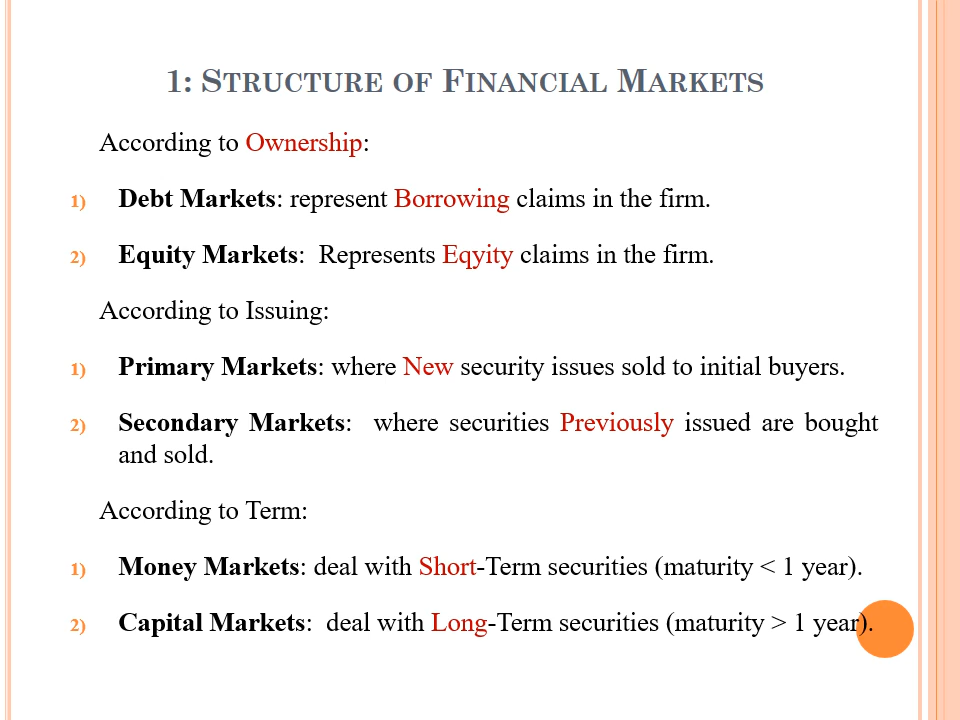 1: STRUCTURE OF FINANCIAL MARKETS
According to Ownership:
1) Debt Markets: represent Borrowing claims in the firm.
2) Equity Markets: Represents Eqyity claims in the firm.
According to Issuing:
1) Primary Markets: where New security issues sold to initial buyers.
2) Secondary Markets: where securities Previously issued are bought
and sold.
According to Term:
1) Money Markets: deal with Short-Term securities (maturity < 1 year).
2) Capital Markets: deal with Long-Term securities (maturity > 1 year).